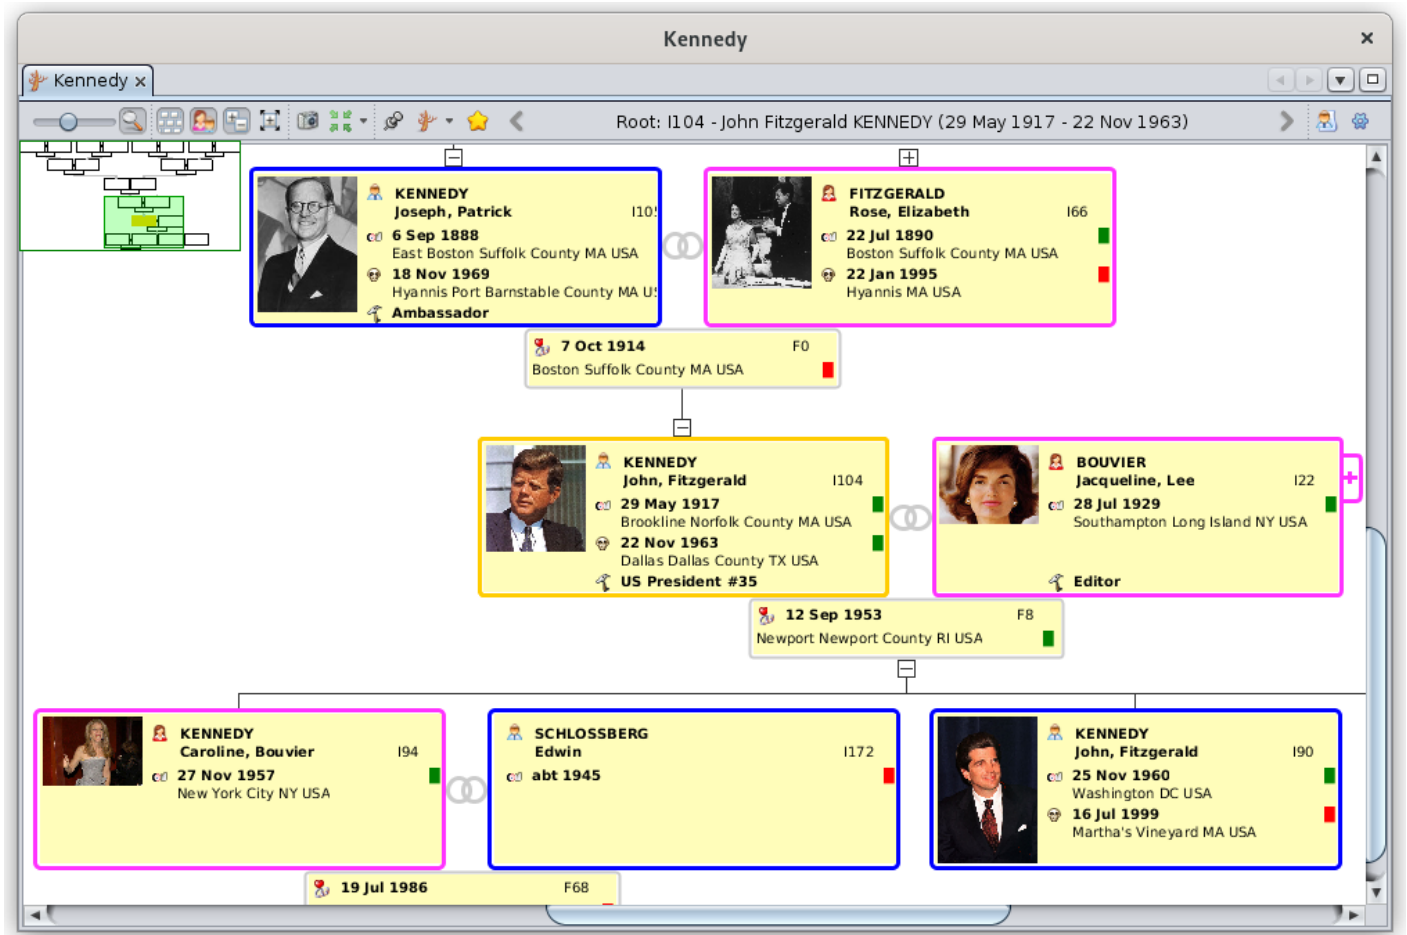 Kennedy
Kennedy
Root: I104 - John Fitzgerald KENNEDY (29 May 1917 - 22 Nov 1963)
KENNEDY
Joseph, Patrick I105
6 Sep 1888
East Boston Suffolk County MA USA
18 Nov 1969
Hyannis Port Barnstable County MA US
Ambassador
FITZGERALD
Rose, Elizabeth I66
22 Jul 1890
Boston Suffolk County MA USA
22 Jan 1995
Hyannis MA USA
7 Oct 1914 F0
Boston Suffolk County MA USA
KENNEDY
John, Fitzgerald I104
29 May 1917
Brookline Norfolk County MA USA
22 Nov 1963
Dallas Dallas County TX USA
US President #35
BOUVIER
Jacqueline, Lee I22
28 Jul 1929
Southampton Long Island NY USA
Editor
12 Sep 1953 F8
Newport Newport County RI USA
KENNEDY
Caroline, Bouvier I94
27 Nov 1957
New York City NY USA
SCHLOSSBERG
Edwin I172
abt 1945
KENNEDY
John, Fitzgerald I90
25 Nov 1960
Washington DC USA
16 Jul 1999
Martha's Vineyard MA USA
19 Jul 1986 F68